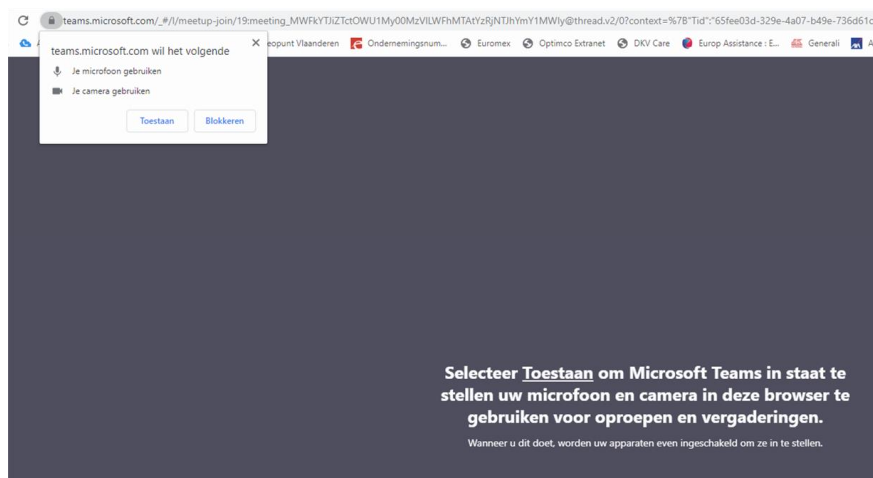 teams.microsoft.com/_#/l/meetup-join/19:meeting_MWFkYTJiZTctOWU1My00MzVlLWFhMTAtYzRjNTJhYmY1MWIy@thread.v2/0?context=%7B"Tid":"65fee03d-329e-4a07-b49e-736d61c
eopunt Vlaanderen Ondernemingsnum... Euromex Optimco Extranet DKV Care Europ Assistance : E... Generali A
teams.microsoft.com wil het volgende
Je microfoon gebruiken
Je camera gebruiken
Toestaan Blokkeren
Selecteer Toestaan om Microsoft Teams in staat te
stellen uw microfoon en camera in deze browser te
gebruiken voor oproepen en vergaderingen.
Wanneer u dit doet, worden uw apparaten even ingeschakeld om ze in te stellen.